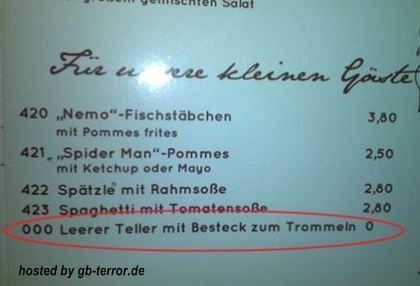 gemischten Salat
Für unsere kleinen Gäste
420 „Nemo“-Fischstäbchen 3,80
mit Pommes frites
421 „Spider Man“-Pommes 2,50
mit Ketchup oder Mayo
422 Spätzle mit Rahmsoße 2,80
423 Spaghetti mit Tomatensoße 2,80
000 Leerer Teller mit Besteck zum Trommeln 0
hosted by gb-terror.de